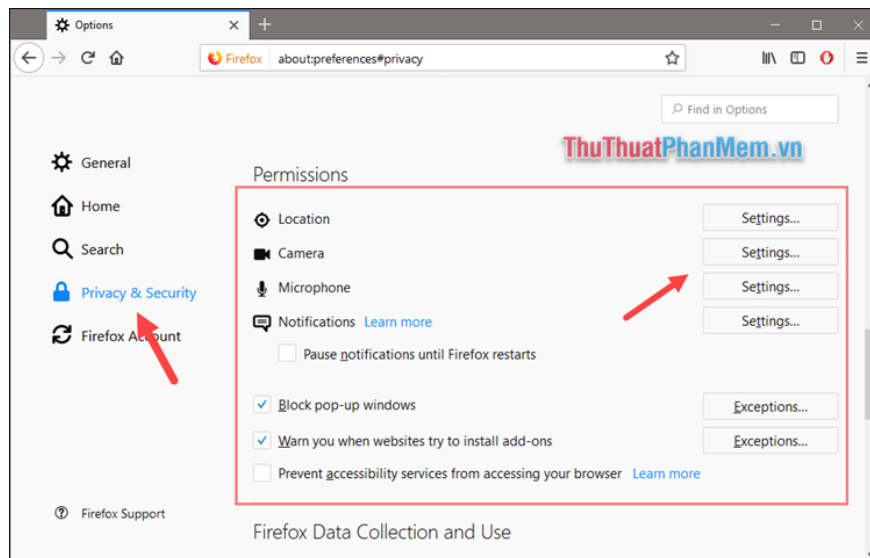 Options
Firefox about:preferences#privacy
Find in Options
ThuThuatPhanMem.vn
General
Home
Search
Privacy & Security
Firefox Account
Firefox Support
Permissions
Location Settings...
Camera Settings...
Microphone Settings...
Notifications Learn more Settings...
Pause notifications until Firefox restarts
Block pop-up windows Exceptions...
Warn you when websites try to install add-ons Exceptions...
Prevent accessibility services from accessing your browser Learn more
Firefox Data Collection and Use